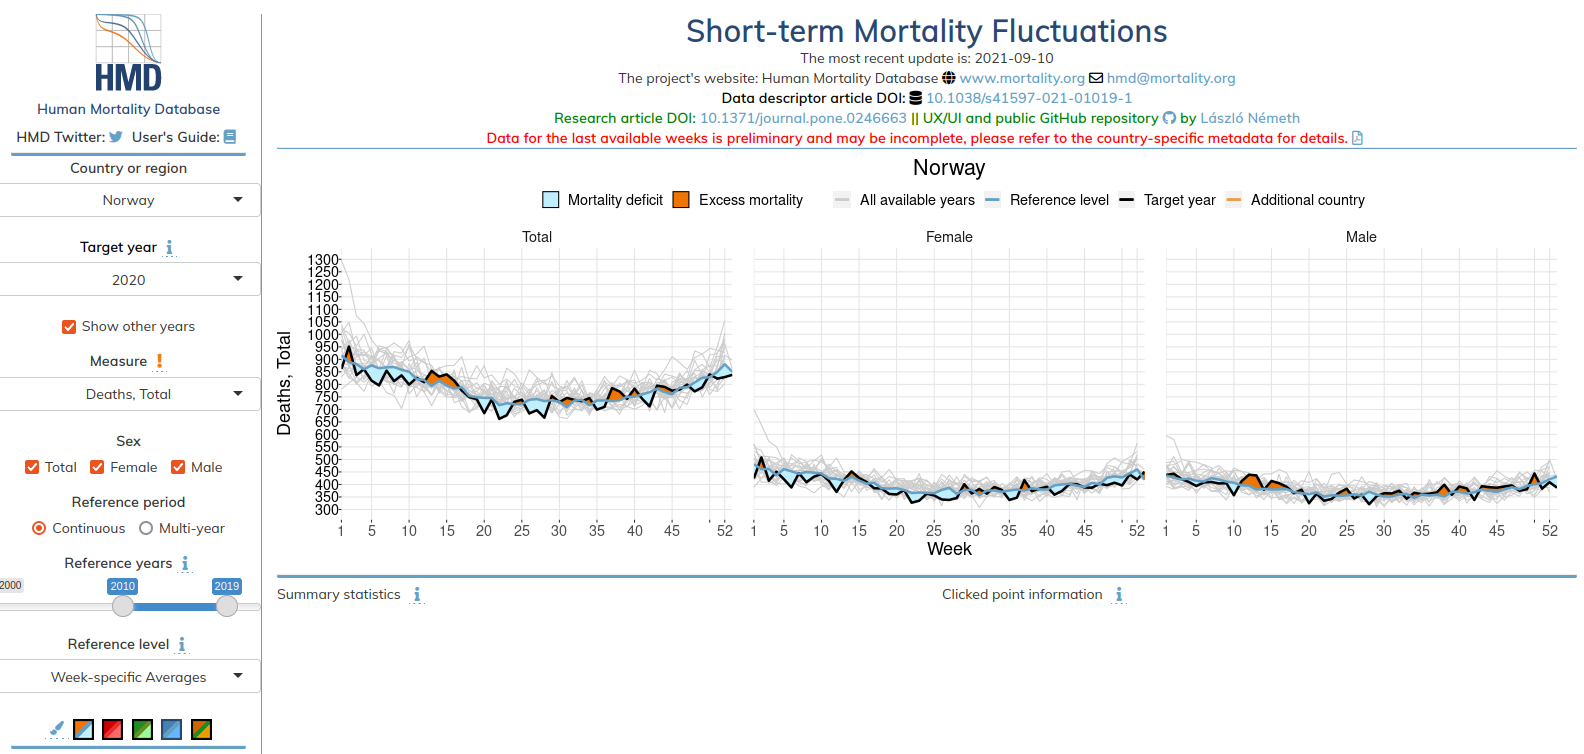 HMD
Human Mortality Database
HMD Twitter: User's Guide:
Country or region
Norway
Target year
2020
Show other years
Measure
Deaths, Total
Sex
Total Female Male
Reference period
Continuous Multi-year
Reference years
2000 2010 2019
Reference level
Week-specific Averages
Short-term Mortality Fluctuations
The most recent update is: 2021-09-10
The project's website: Human Mortality Database www.mortality.org hmd@mortality.org
Data descriptor article DOI: 10.1038/s41597-021-01019-1
Research article DOI: 10.1371/journal.pone.0246663 || UX/UI and public GitHub repository by László Németh
Data for the last available weeks is preliminary and may be incomplete, please refer to the country-specific metadata for details.
Norway
Mortality deficit Excess mortality All available years Reference level Target year Additional country
Total Female Male
Deaths, Total
1300
1250
1200
1150
1100
1050
1000
950
900
850
800
750
700
650
600
550
500
450
400
350
300
1 5 10 15 20 25 30 35 40 45 52 1 5 10 15 20 25 30 35 40 45 52 1 5 10 15 20 25 30 35 40 45 52
Week
Summary statistics Clicked point information